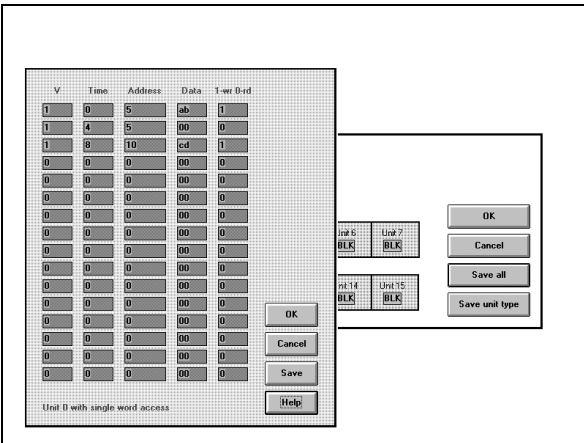 V Time Address Data 1-wr 0-rd
1 0 5 ab 1
1 4 5 00 0
1 8 10 cd 1
0 0 0 00 0
0 0 0 00 0
0 0 0 00 0
0 0 0 00 0
0 0 0 00 0
0 0 0 00 0
0 0 0 00 0
0 0 0 00 0
0 0 0 00 0
0 0 0 00 0
0 0 0 00 0
0 0 0 00 0
0 0 0 00 0
OK
Cancel
Save
Help
Unit 0 with single word access
Unit 6 Unit 7
BLK BLK
nit 14 Unit 15
BLK BLK
OK
Cancel
Save all
Save unit type